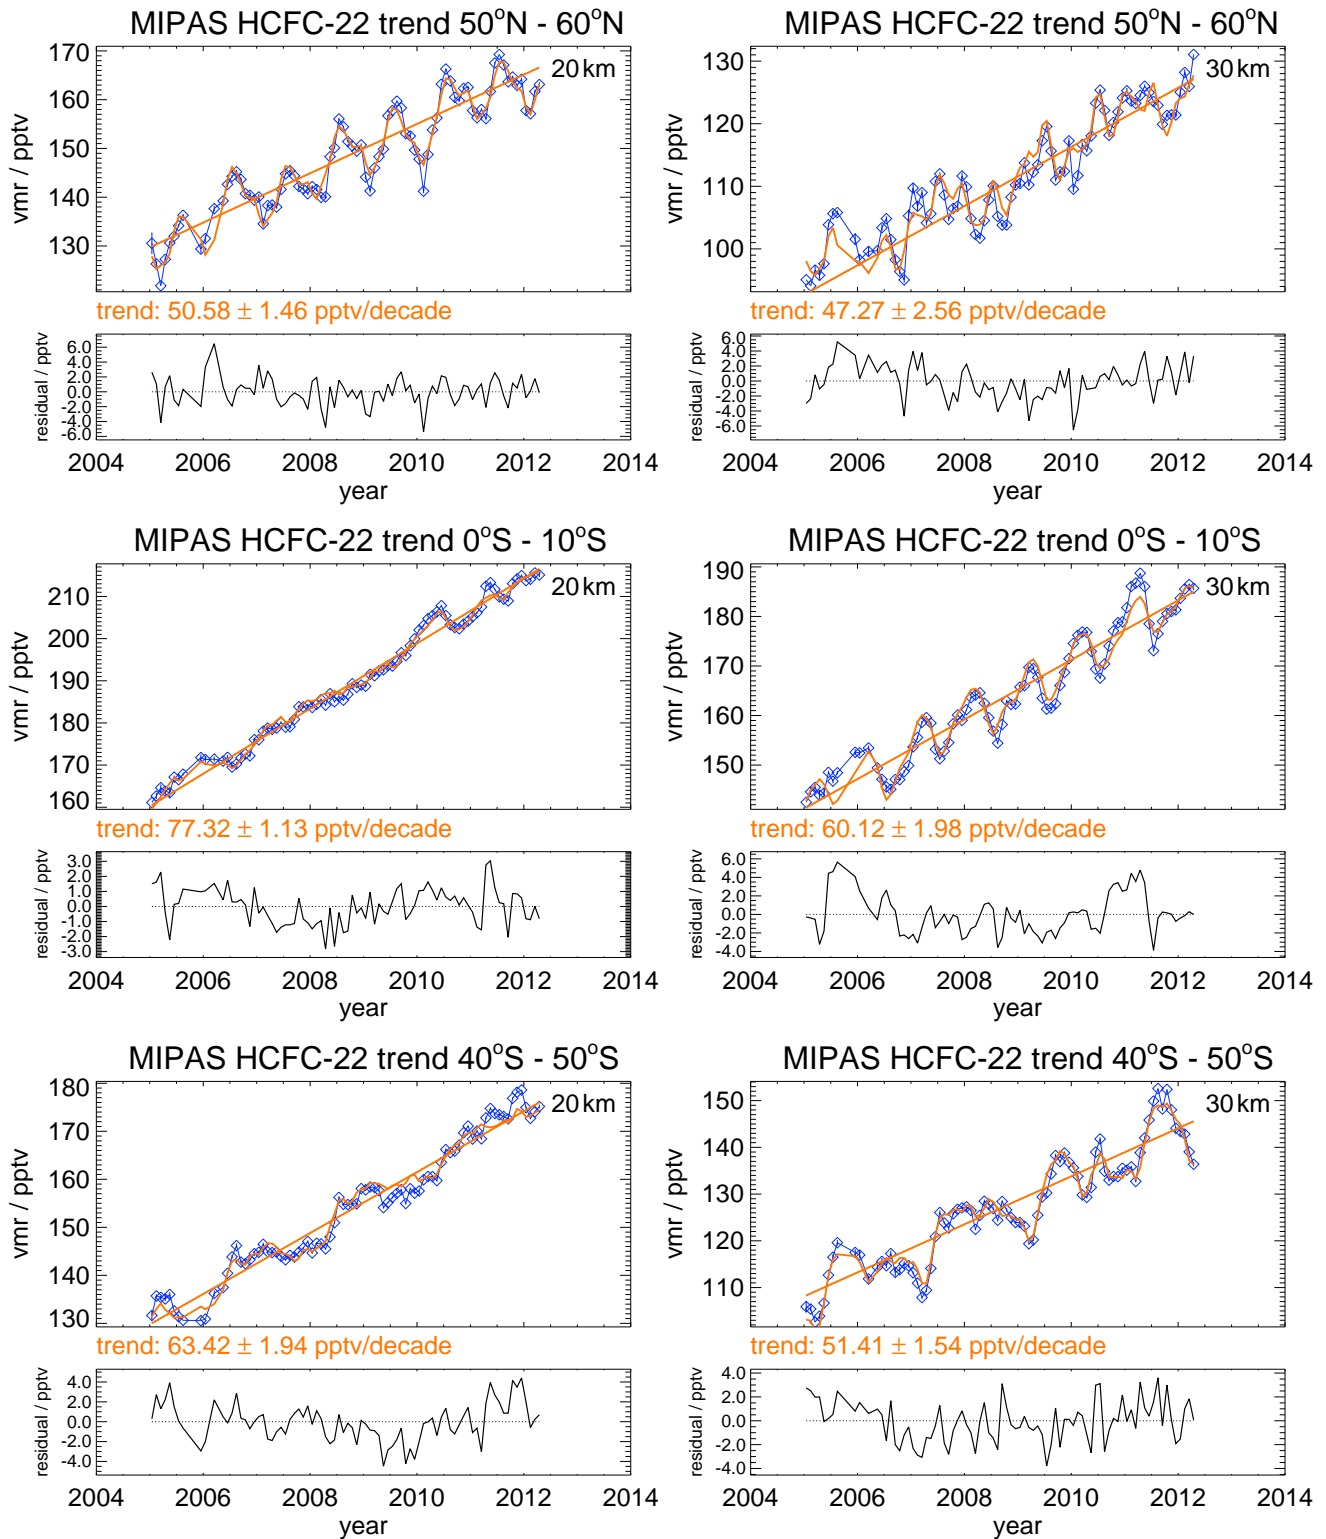 MIPAS HCFC-22 trend 50°N - 60°N
20 km
vmr / pptv
170
160
150
140
130
trend: 50.58 ± 1.46 pptv/decade
residual / pptv
6.0
4.0
2.0
0.0
-2.0
-4.0
-6.0
2004 2006 2008 2010 2012 2014
year
MIPAS HCFC-22 trend 50°N - 60°N
30 km
vmr / pptv
130
120
110
100
trend: 47.27 ± 2.56 pptv/decade
residual / pptv
6.0
4.0
2.0
0.0
-2.0
-4.0
-6.0
2004 2006 2008 2010 2012 2014
year
MIPAS HCFC-22 trend 0°S - 10°S
20 km
vmr / pptv
210
200
190
180
170
160
trend: 77.32 ± 1.13 pptv/decade
residual / pptv
3.0
2.0
1.0
0.0
-1.0
-2.0
-3.0
2004 2006 2008 2010 2012 2014
year
MIPAS HCFC-22 trend 0°S - 10°S
30 km
vmr / pptv
190
180
170
160
150
trend: 60.12 ± 1.98 pptv/decade
residual / pptv
6.0
4.0
2.0
0.0
-2.0
-4.0
2004 2006 2008 2010 2012 2014
year
MIPAS HCFC-22 trend 40°S - 50°S
20 km
vmr / pptv
180
170
160
150
140
130
trend: 63.42 ± 1.94 pptv/decade
residual / pptv
4.0
2.0
0.0
-2.0
-4.0
2004 2006 2008 2010 2012 2014
year
MIPAS HCFC-22 trend 40°S - 50°S
30 km
vmr / pptv
150
140
130
120
110
trend: 51.41 ± 1.54 pptv/decade
residual / pptv
4.0
2.0
0.0
-2.0
-4.0
2004 2006 2008 2010 2012 2014
year